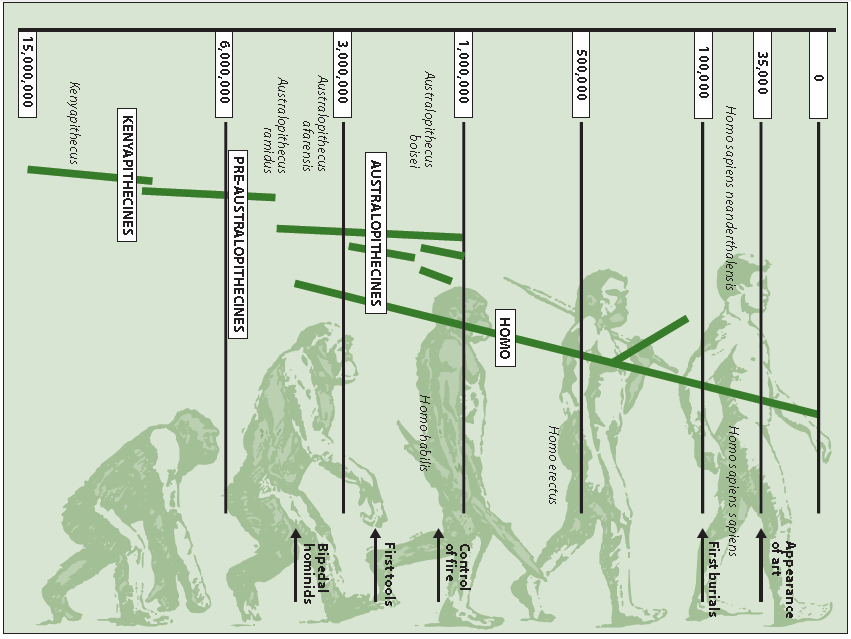 15,000,000
6,000,000
3,000,000
1,000,000
500,000
100,000
35,000
0
Kenyapithecus
Australopithecus
ramidus
Australopithecus
afarensis
Australopithecus
boisei
Homo sapiens neanderthalensis
KENYAPITHECINES
PRE-AUSTRALOPITHECINES
AUSTRALOPITHECINES
HOMO
Homo habilis
Homo erectus
Homo sapiens sapiens
Bipedal
hominids
First tools
Control
of fire
First burials
Appearance
of art